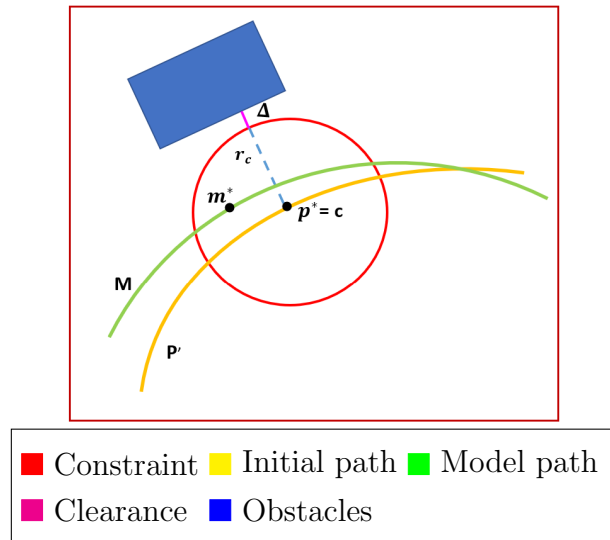 Δ
r_c
m*
p* = c
M
P′
Constraint Initial path Model path
Clearance Obstacles